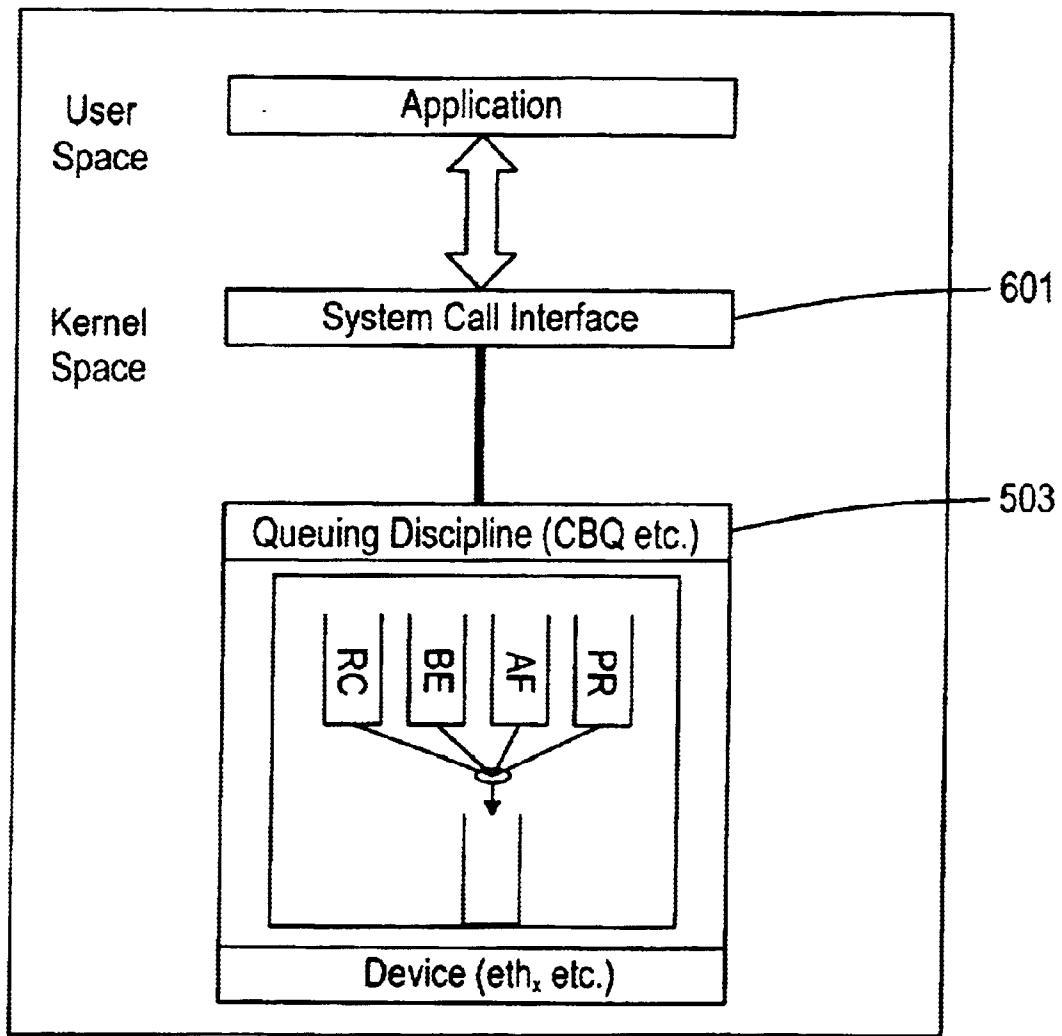 User
Space
Application
Kernel
Space
System Call Interface
601
Queuing Discipline (CBQ etc.)
503
RC
BE
AF
PR
Device (ethₓ etc.)